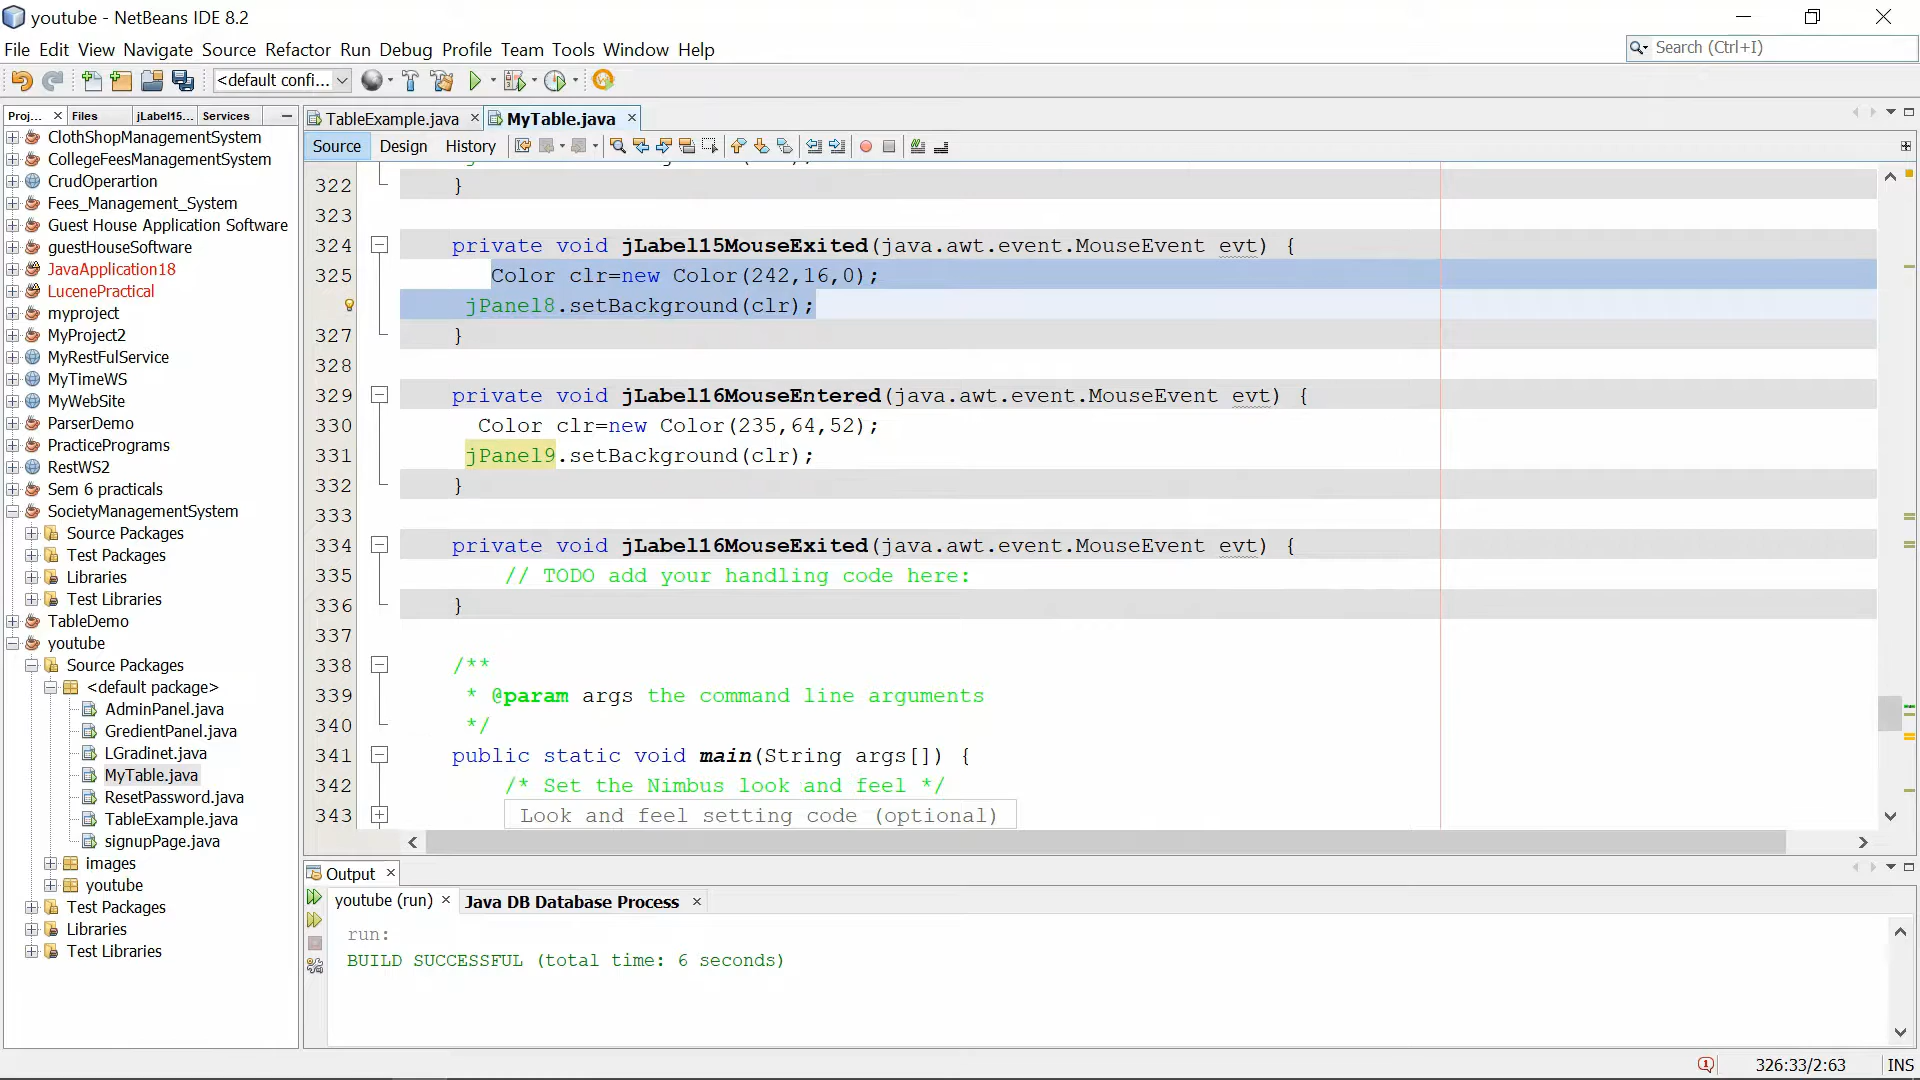 youtube - NetBeans IDE 8.2
File Edit View Navigate Source Refactor Run Debug Profile Team Tools Window Help
Search (Ctrl+I)
<default confi...
Proj... Files jLabel15... Services
ClothShopManagementSystem
CollegeFeesManagementSystem
CrudOperartion
Fees_Management_System
Guest House Application Software
guestHouseSoftware
JavaApplication18
LucenePractical
myproject
MyProject2
MyRestFulService
MyTimeWS
MyWebSite
ParserDemo
PracticePrograms
RestWS2
Sem 6 practicals
SocietyManagementSystem
Source Packages
Test Packages
Libraries
Test Libraries
TableDemo
youtube
Source Packages
<default package>
AdminPanel.java
GredientPanel.java
LGradinet.java
MyTable.java
ResetPassword.java
TableExample.java
signupPage.java
images
youtube
Test Packages
Libraries
Test Libraries
TableExample.java MyTable.java
Source Design History
322 }
323
324 private void jLabel15MouseExited(java.awt.event.MouseEvent evt) {
325 Color clr=new Color(242,16,0);
jPanel8.setBackground(clr);
327 }
328
329 private void jLabel16MouseEntered(java.awt.event.MouseEvent evt) {
330 Color clr=new Color(235,64,52);
331 jPanel9.setBackground(clr);
332 }
333
334 private void jLabel16MouseExited(java.awt.event.MouseEvent evt) {
335 // TODO add your handling code here:
336 }
337
338 /**
339 * @param args the command line arguments
340 */
341 public static void main(String args[]) {
342 /* Set the Nimbus look and feel */
343 Look and feel setting code (optional)
Output
youtube (run) Java DB Database Process
run:
BUILD SUCCESSFUL (total time: 6 seconds)
326:33/2:63 INS